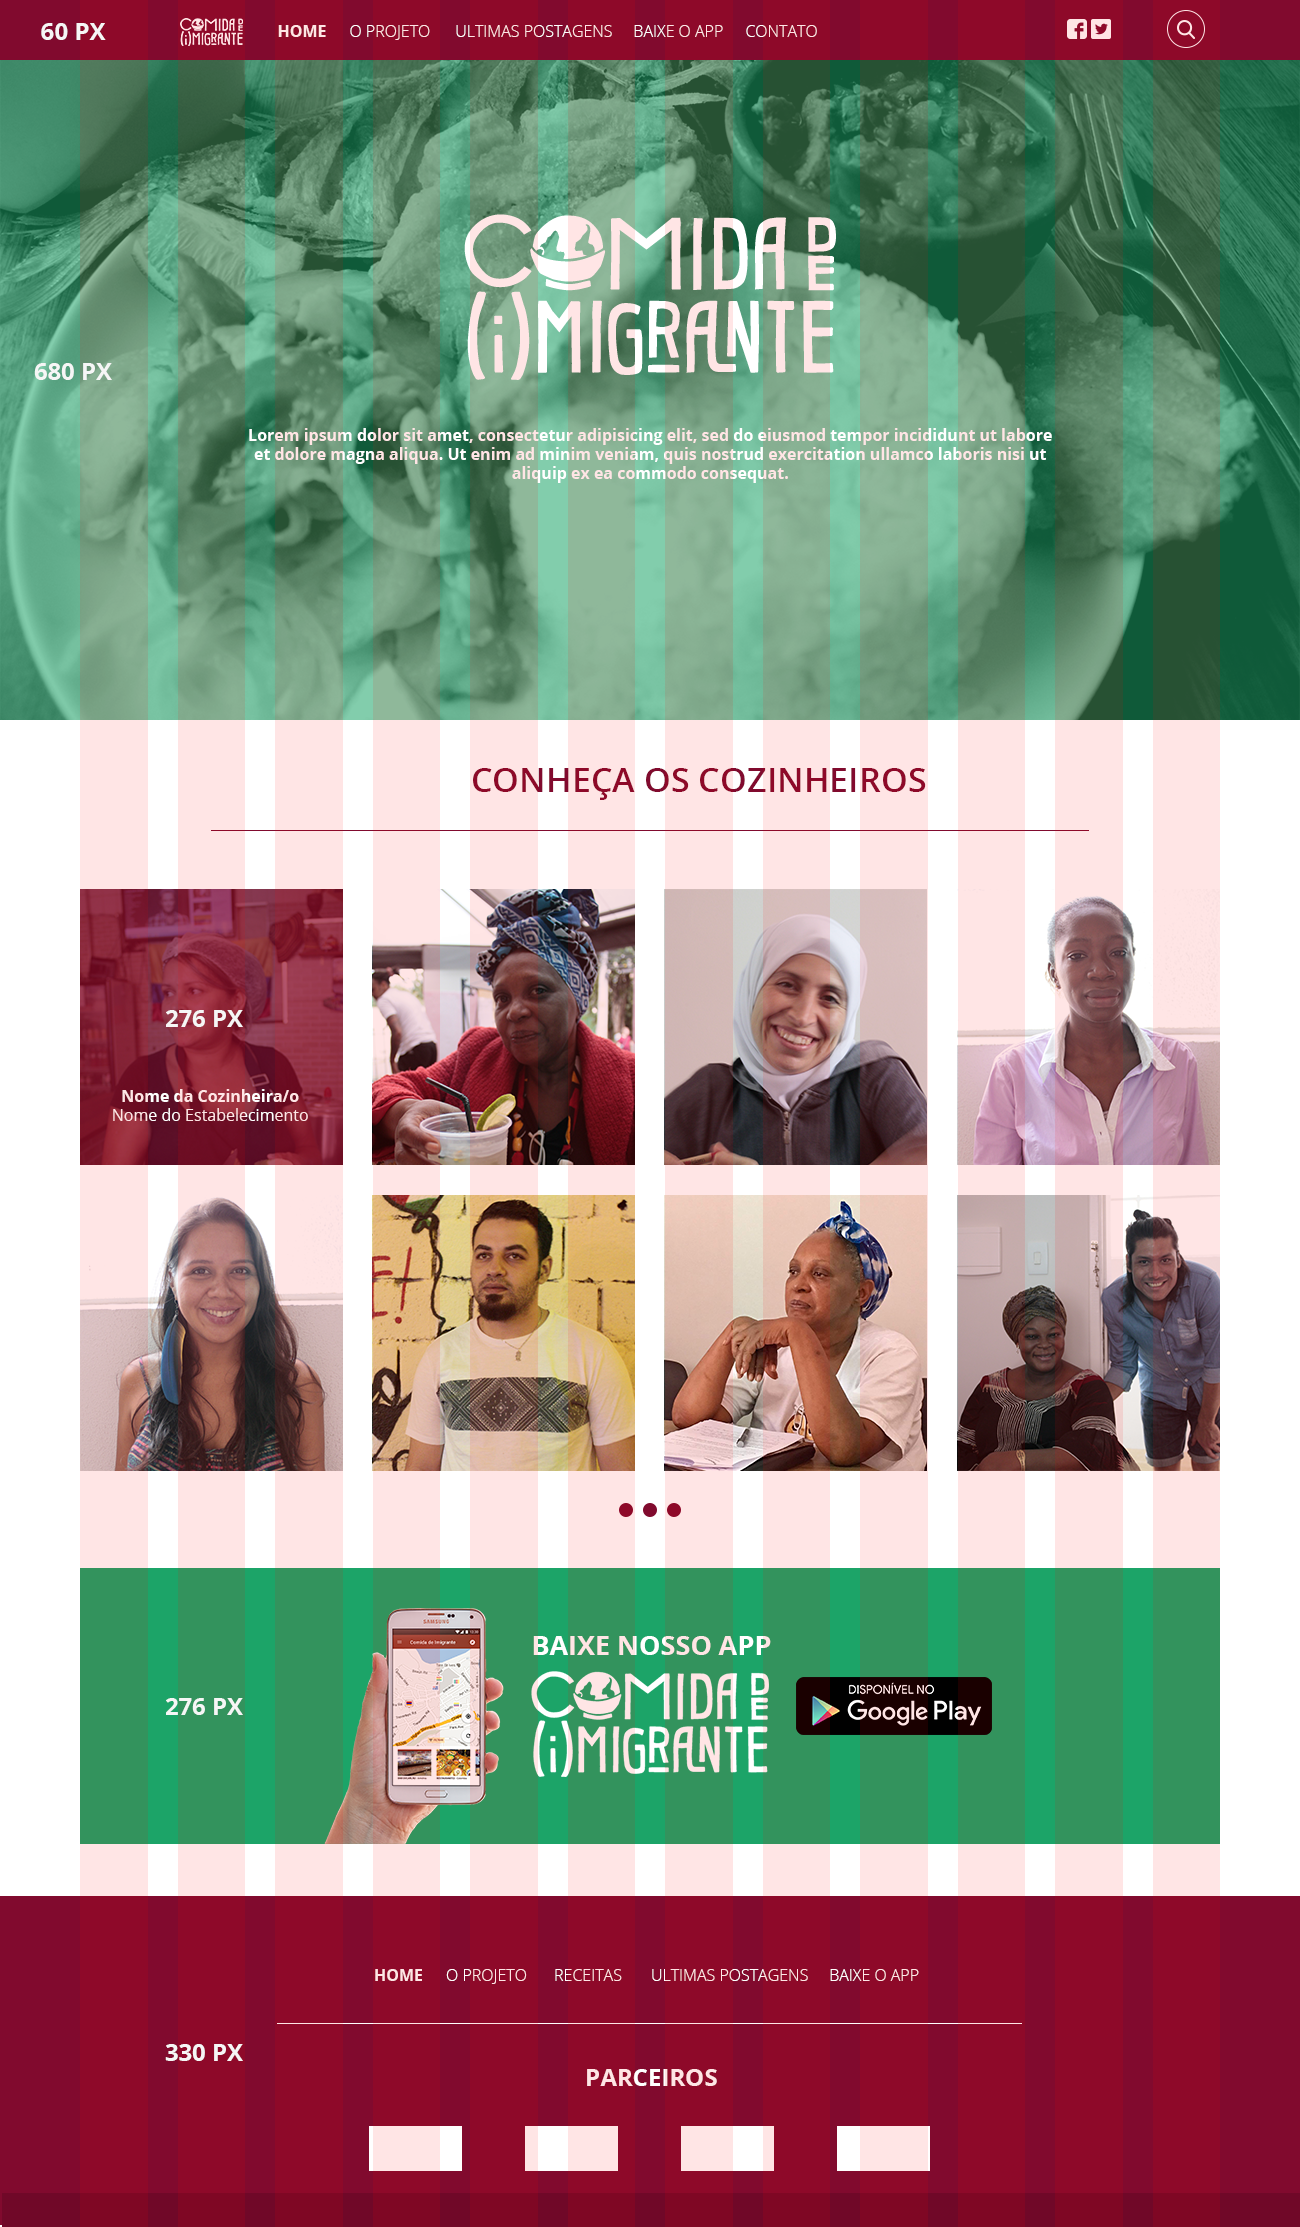 60 PX
COMIDA DE
(i)MIGRANTE
HOME O PROJETO ULTIMAS POSTAGENS BAIXE O APP CONTATO
COMIDA DE
(i)MIGRANTE
680 PX
Lorem ipsum dolor sit amet, consectetur adipisicing elit, sed do eiusmod tempor incididunt ut labore
et dolore magna aliqua. Ut enim ad minim veniam, quis nostrud exercitation ullamco laboris nisi ut
aliquip ex ea commodo consequat.
CONHEÇA OS COZINHEIROS
276 PX
Nome da Cozinheira/o
Nome do Estabelecimento
E!
276 PX
SAMSUNG
Comida de Imigrante
BAIXE NOSSO APP
COMIDA DE
(i)MIGRANTE
DISPONÍVEL NO
Google Play
HOME O PROJETO RECEITAS ULTIMAS POSTAGENS BAIXE O APP
330 PX
PARCEIROS